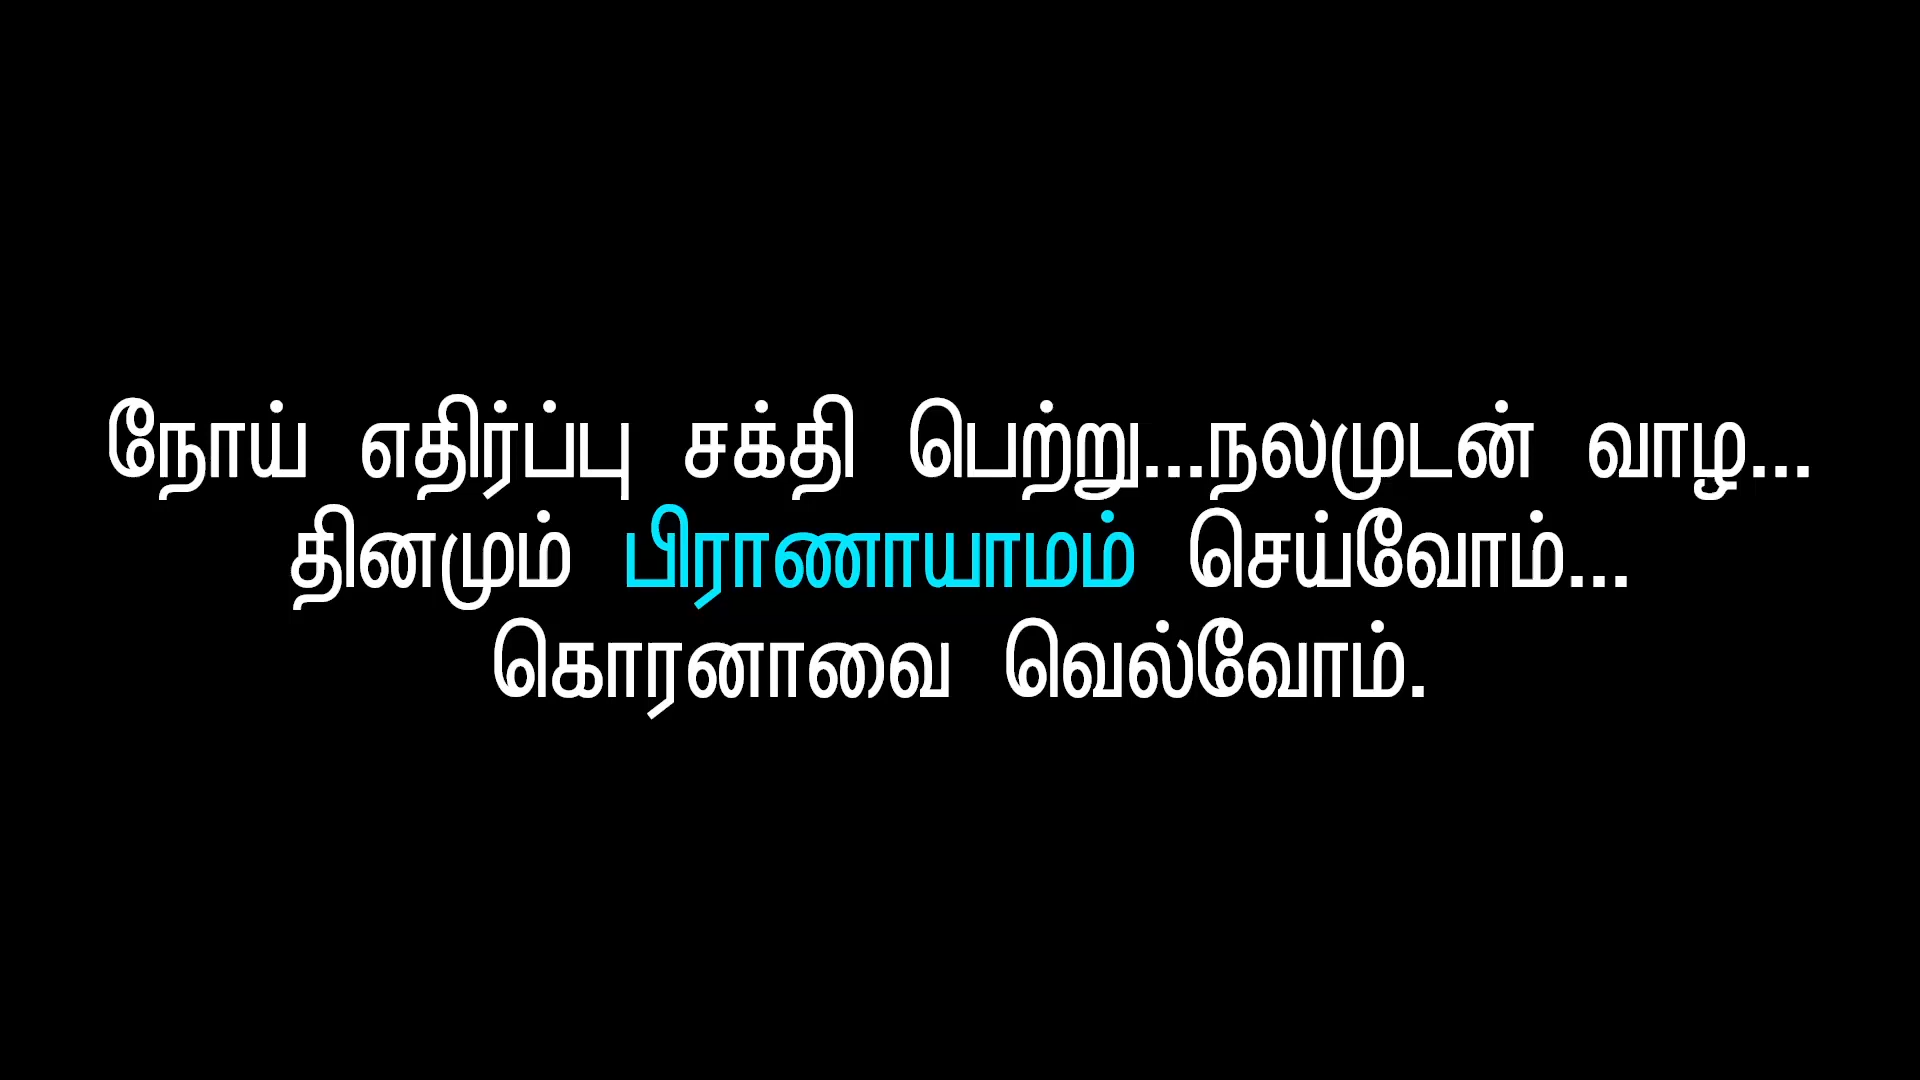 நோய் எதிர்ப்பு சக்தி பெற்று...நலமுடன் வாழ...
தினமும் பிராணாயாமம் செய்வோம்...
கொரனாவை வெல்வோம்.